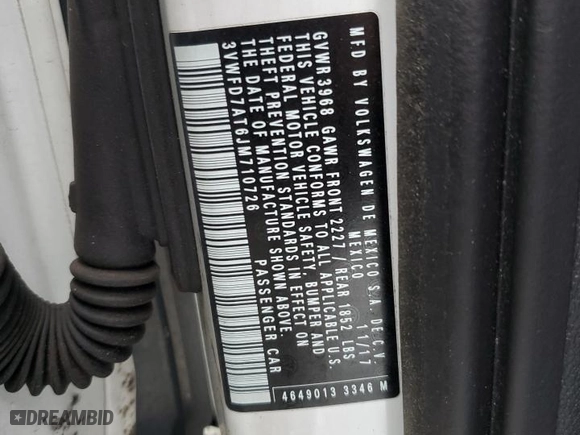 MFD BY VOLKSWAGEN DE MEXICO S.A. DE C.V.
MEXICO 11/17
GVWR 3968 GAWR FRONT 2227 / REAR 1852 LBS
THIS VEHICLE CONFORMS TO ALL APPLICABLE U.S.
FEDERAL MOTOR VEHICLE SAFETY, BUMPER AND
THEFT PREVENTION STANDARDS IN EFFECT ON
THE DATE OF MANUFACTURE SHOWN ABOVE.
3VWFD7AT6JM710726
PASSENGER CAR
4649013 3346 M
DREAMBID